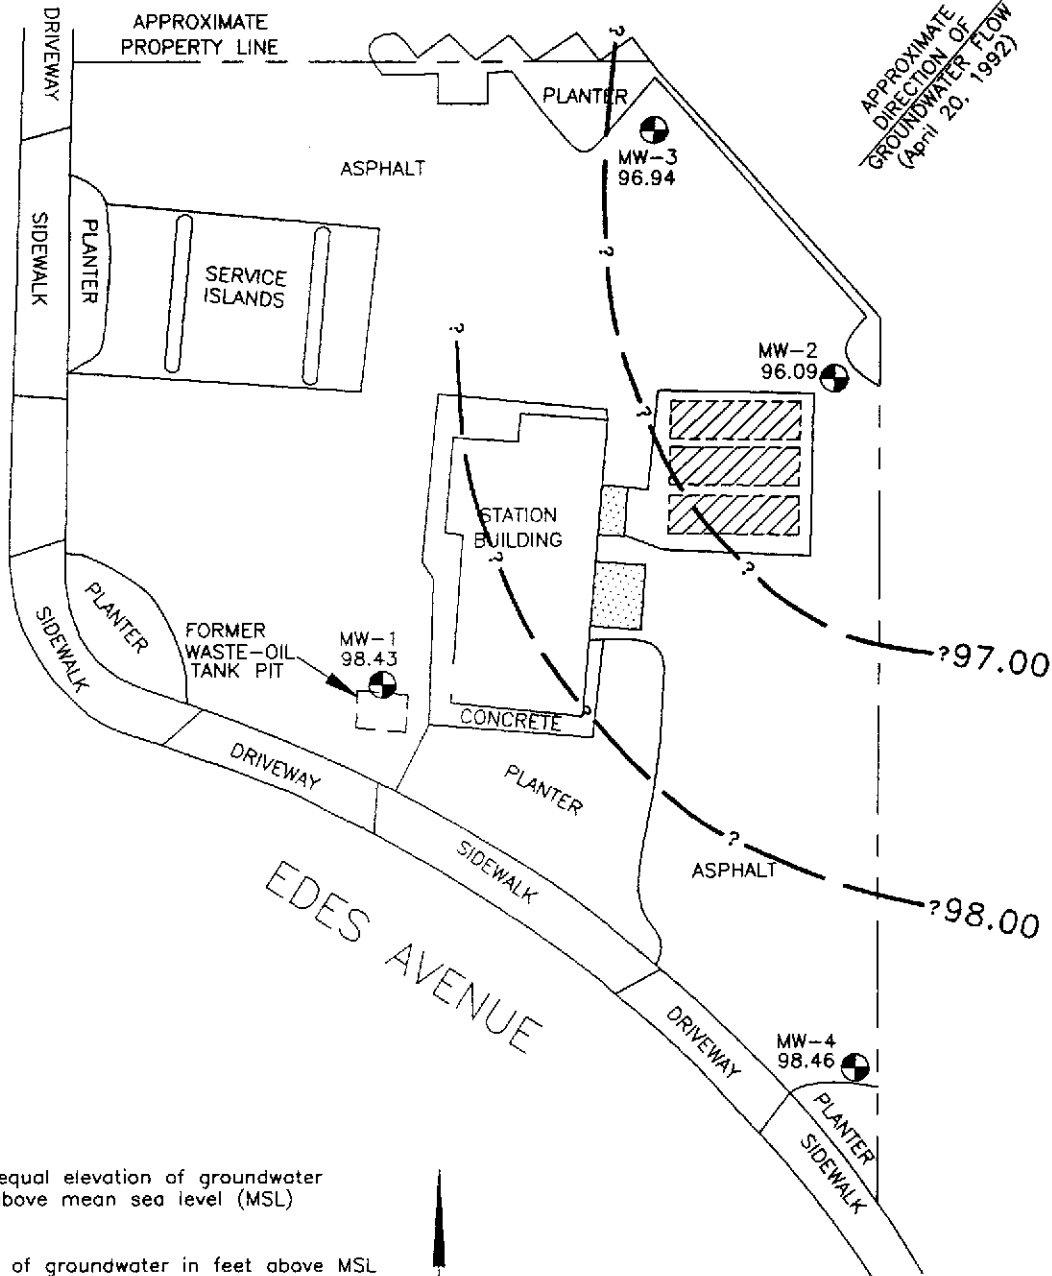 DRIVEWAY
APPROXIMATE
PROPERTY LINE
APPROXIMATE
DIRECTION OF
GROUNDWATER FLOW
(April 20, 1992)
?
PLANTER
MW-3
96.94
ASPHALT
SIDEWALK
PLANTER
SERVICE
ISLANDS
?
?
MW-2
96.09
?
STATION
BUILDING
?
?
PLANTER
SIDEWALK
FORMER
WASTE-OIL
TANK PIT
MW-1
98.43
?97.00
?
CONCRETE
DRIVEWAY
PLANTER
?
SIDEWALK
ASPHALT
?98.00
EDES AVENUE
DRIVEWAY
MW-4
98.46
PLANTER
SIDEWALK
equal elevation of groundwater
above mean sea level (MSL)
of groundwater in feet above MSL